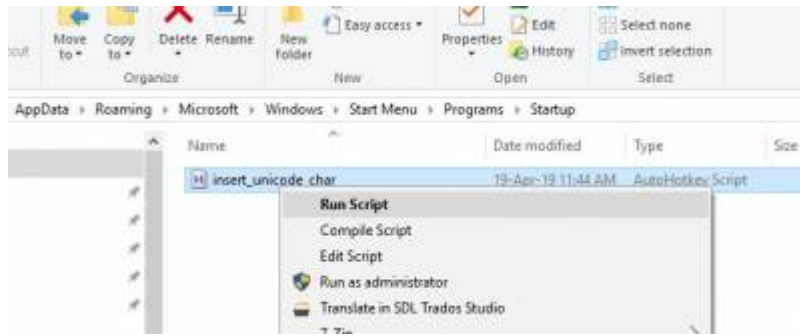 Move to
Copy to
Delete
Rename
New folder
Easy access
Properties
Edit
History
Select none
Invert selection
Organize
New
Open
Select
AppData
Roaming
Microsoft
Windows
Start Menu
Programs
Startup
Name
Date modified
Type
Size
insert_unicode_char
19-Apr-19 11:44 AM
AutoHotkey Script
Run Script
Compile Script
Edit Script
Run as administrator
Translate in SDL Trados Studio
7-Zip